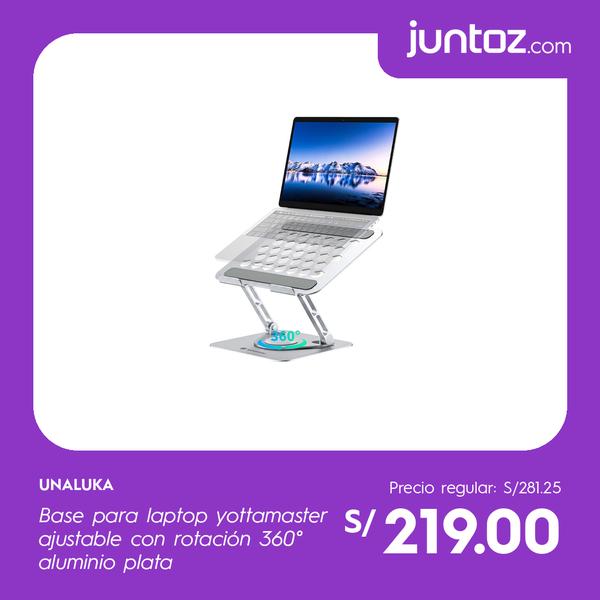 juntoz.com
360°
UNALUKA
Base para laptop yottamaster
ajustable con rotación 360°
aluminio plata
Precio regular: S/281.25
S/219.00